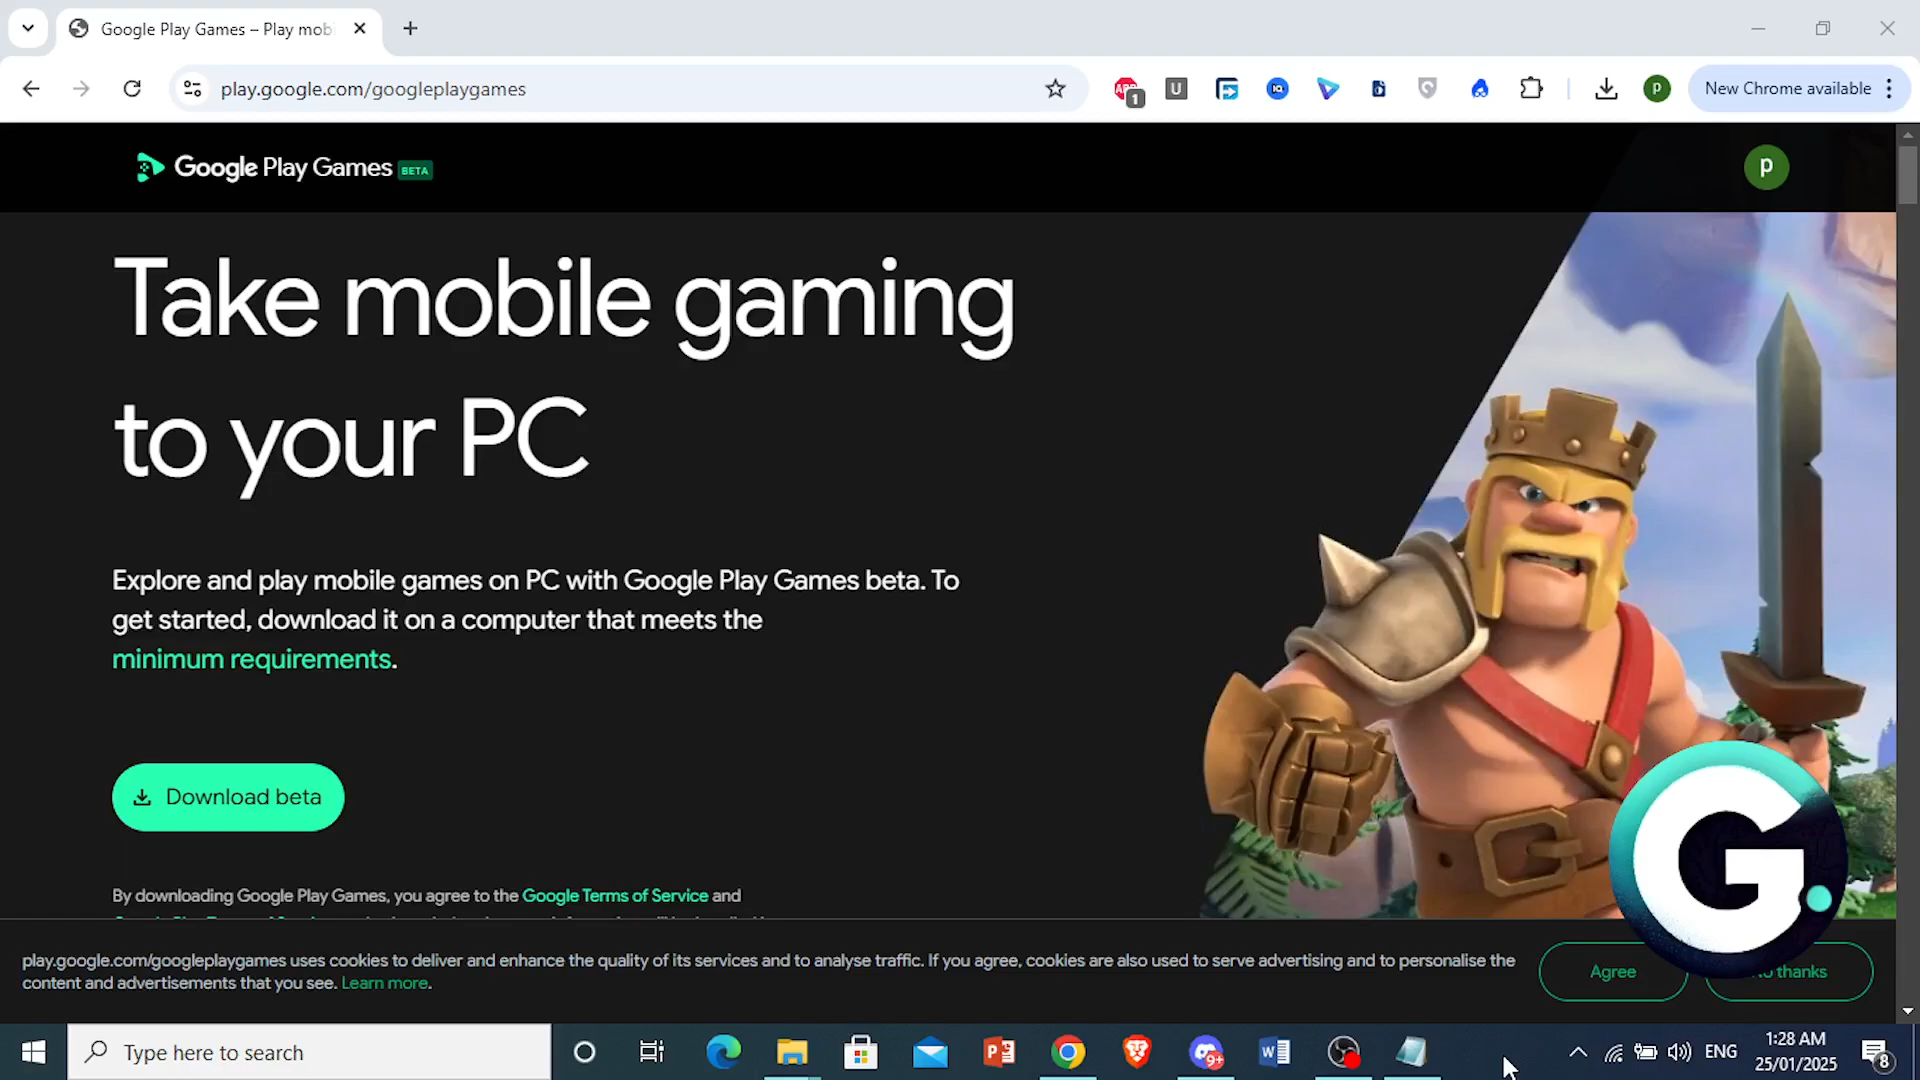 Google Play Games – Play mob
play.google.com/googleplaygames
ABP
1
U
IQ
p
New Chrome available
Google Play Games BETA
p
Take mobile gaming
to your PC
Explore and play mobile games on PC with Google Play Games beta. To
get started, download it on a computer that meets the
minimum requirements.
Download beta
By downloading Google Play Games, you agree to the Google Terms of Service and
play.google.com/googleplaygames uses cookies to deliver and enhance the quality of its services and to analyse traffic. If you agree, cookies are also used to serve advertising and to personalise the
content and advertisements that you see. Learn more.
Agree
thanks
G
Type here to search
9+
ENG
1:28 AM
25/01/2025
8